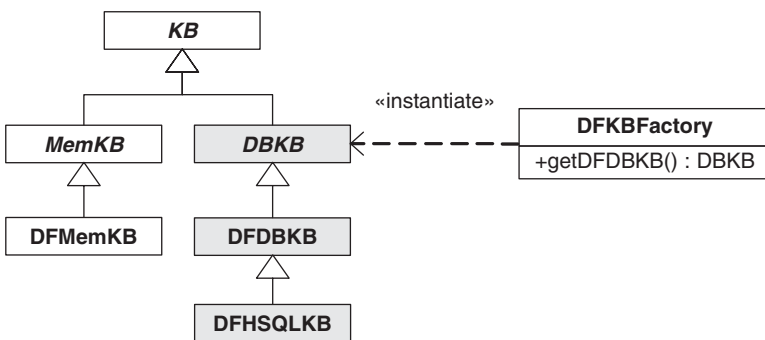 KB
«instantiate»
MemKB
DBKB
DFKBFactory
+getDFDBKB() : DBKB
DFMemKB
DFDBKB
DFHSQLKB